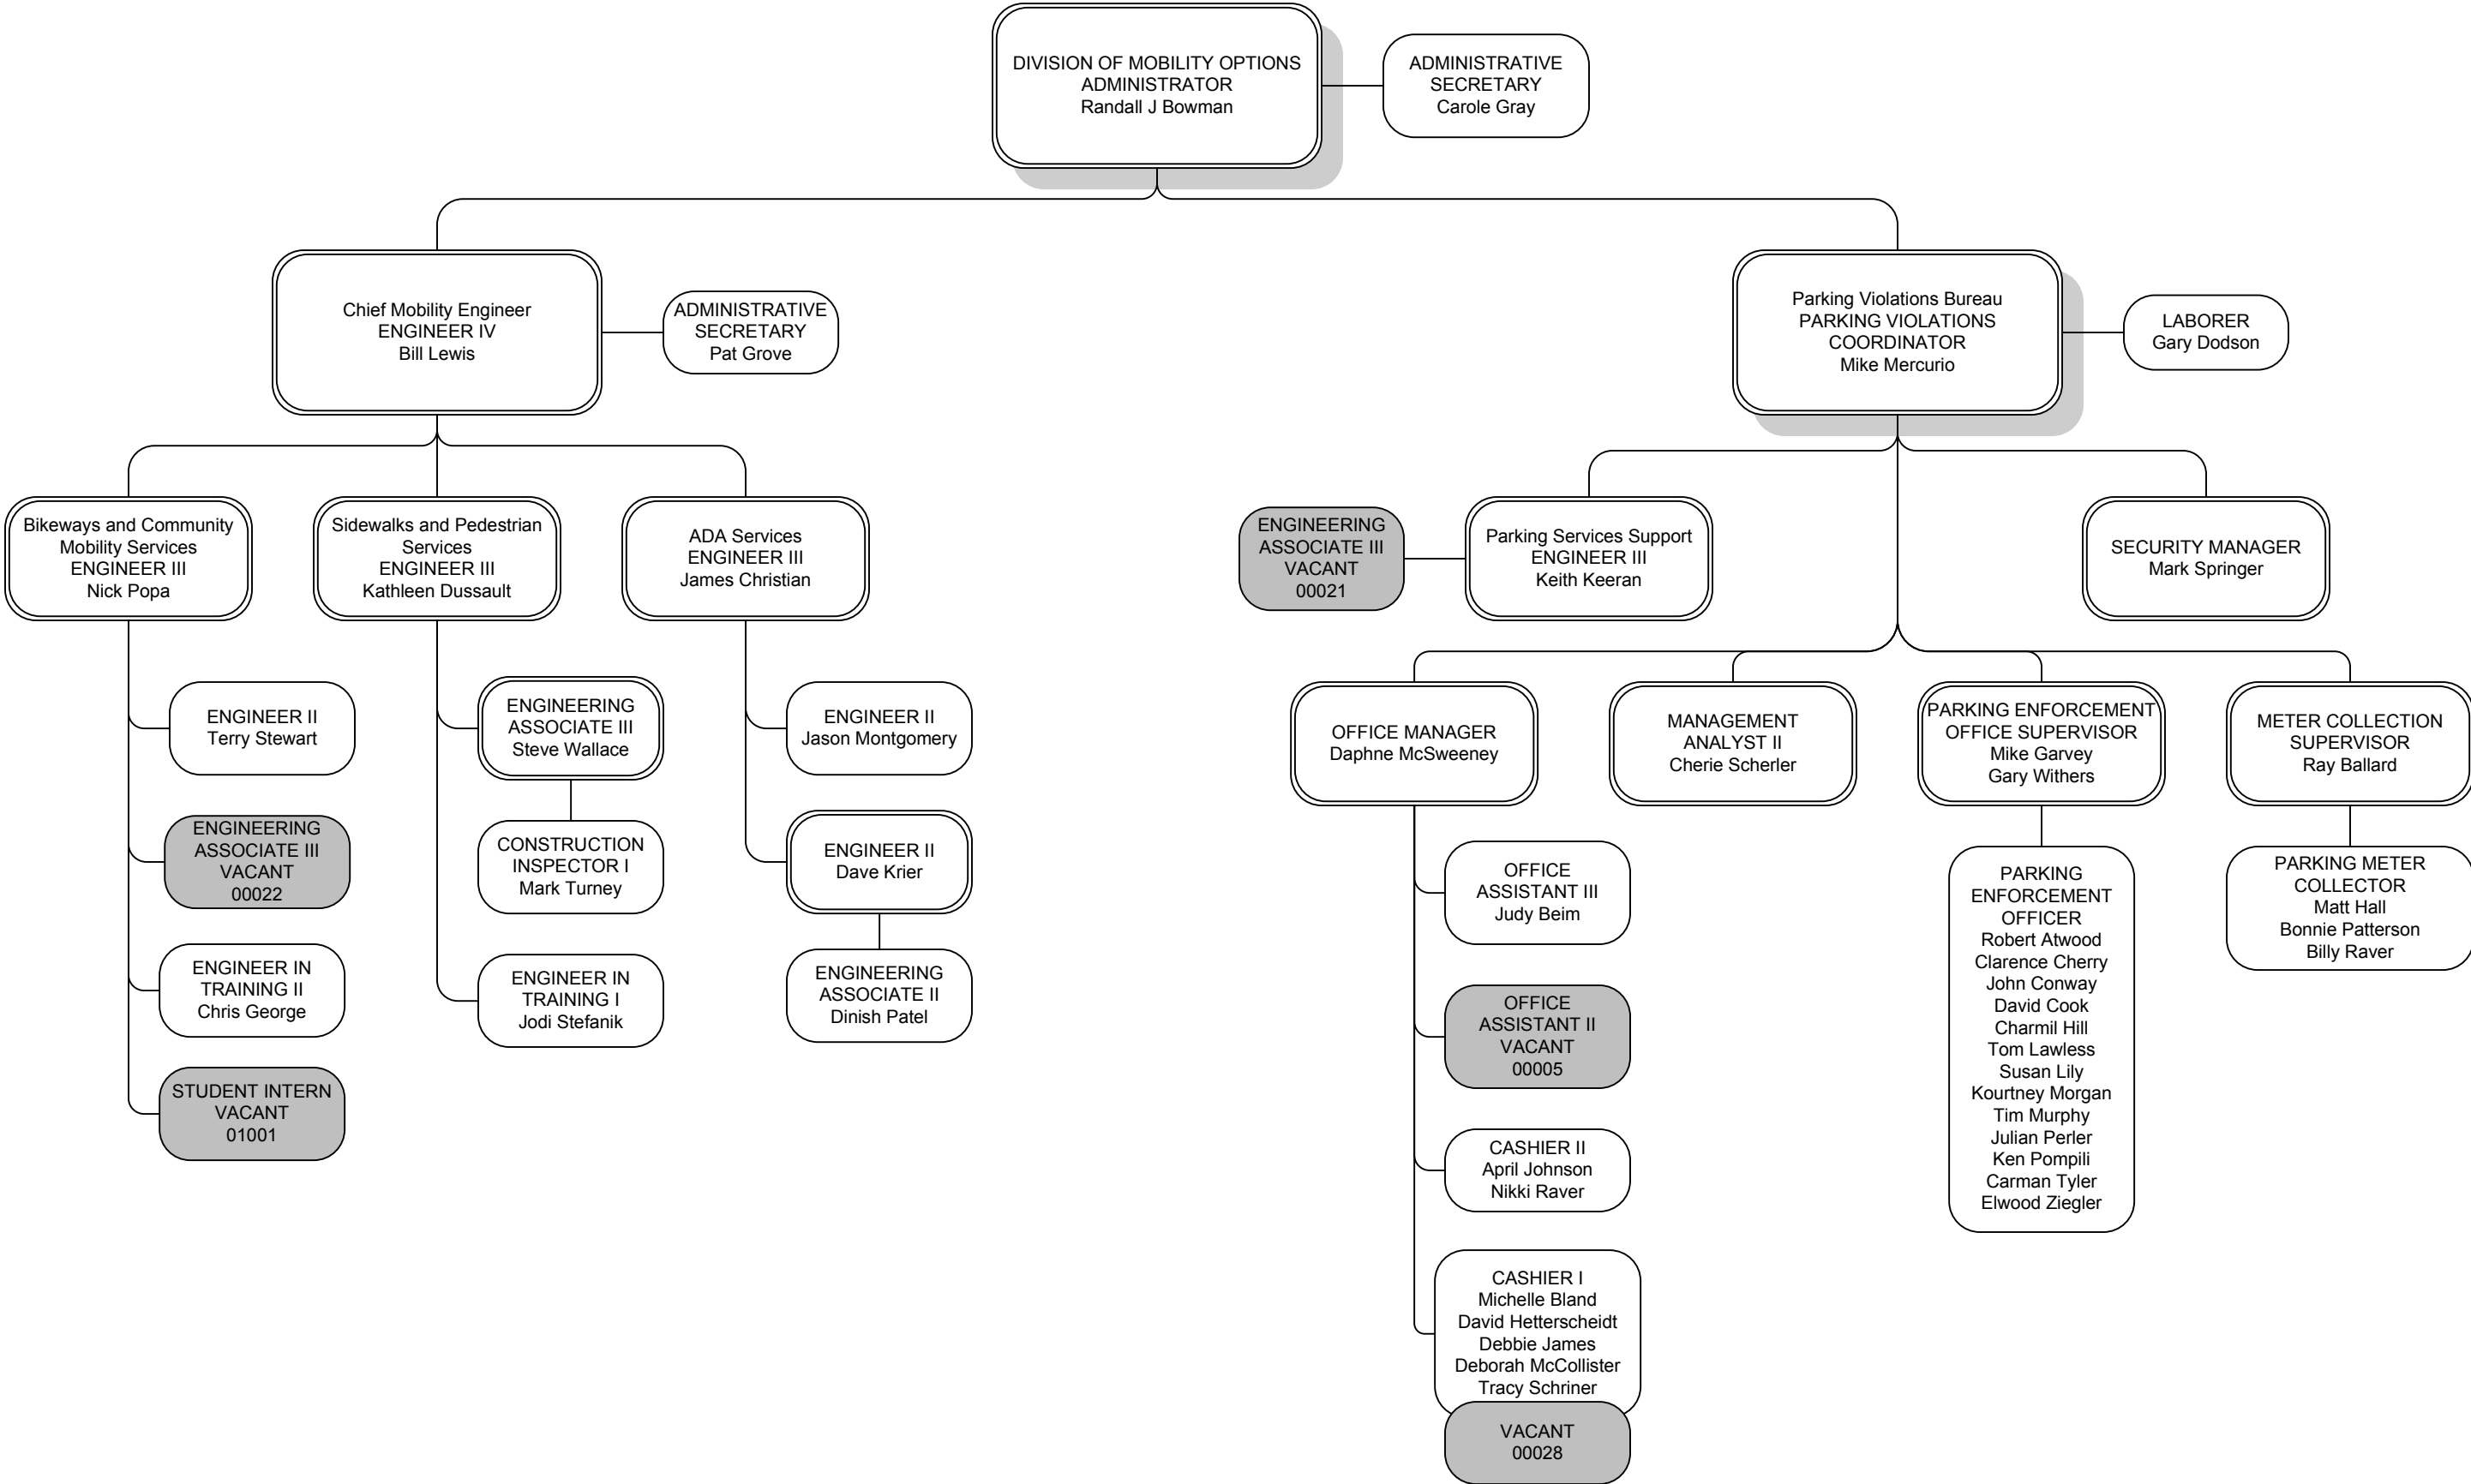 DIVISION OF MOBILITY OPTIONS
ADMINISTRATOR
Randall J Bowman
ADMINISTRATIVE
SECRETARY
Carole Gray
Chief Mobility Engineer
ENGINEER IV
Bill Lewis
ADMINISTRATIVE
SECRETARY
Pat Grove
Parking Violations Bureau
PARKING VIOLATIONS
COORDINATOR
Mike Mercurio
LABORER
Gary Dodson
Bikeways and Community
Mobility Services
ENGINEER III
Nick Popa
Sidewalks and Pedestrian
Services
ENGINEER III
Kathleen Dussault
ADA Services
ENGINEER III
James Christian
ENGINEERING
ASSOCIATE III
VACANT
00021
Parking Services Support
ENGINEER III
Keith Keeran
SECURITY MANAGER
Mark Springer
ENGINEER II
Terry Stewart
ENGINEERING
ASSOCIATE III
VACANT
00022
ENGINEER IN
TRAINING II
Chris George
STUDENT INTERN
VACANT
01001
ENGINEERING
ASSOCIATE III
Steve Wallace
CONSTRUCTION
INSPECTOR I
Mark Turney
ENGINEER IN
TRAINING I
Jodi Stefanik
ENGINEER II
Jason Montgomery
ENGINEER II
Dave Krier
ENGINEERING
ASSOCIATE II
Dinish Patel
OFFICE MANAGER
Daphne McSweeney
MANAGEMENT
ANALYST II
Cherie Scherler
PARKING ENFORCEMENT
OFFICE SUPERVISOR
Mike Garvey
Gary Withers
METER COLLECTION
SUPERVISOR
Ray Ballard
OFFICE
ASSISTANT III
Judy Beim
OFFICE
ASSISTANT II
VACANT
00005
CASHIER II
April Johnson
Nikki Raver
CASHIER I
Michelle Bland
David Hetterscheidt
Debbie James
Deborah McCollister
Tracy Schriner
VACANT
00028
PARKING
ENFORCEMENT
OFFICER
Robert Atwood
Clarence Cherry
John Conway
David Cook
Charmil Hill
Tom Lawless
Susan Lily
Kourtney Morgan
Tim Murphy
Julian Perler
Ken Pompili
Carman Tyler
Elwood Ziegler
PARKING METER
COLLECTOR
Matt Hall
Bonnie Patterson
Billy Raver